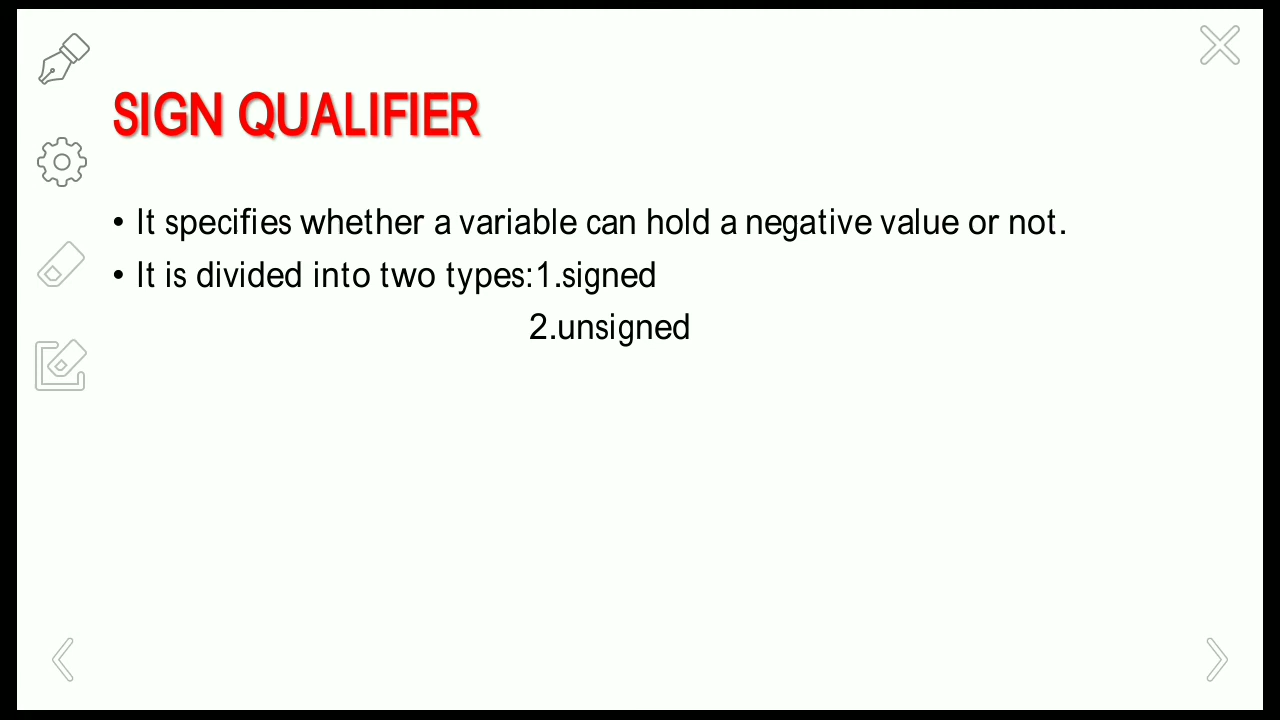 SIGN QUALIFIER
• It specifies whether a variable can hold a negative value or not.
• It is divided into two types:1.signed
2.unsigned